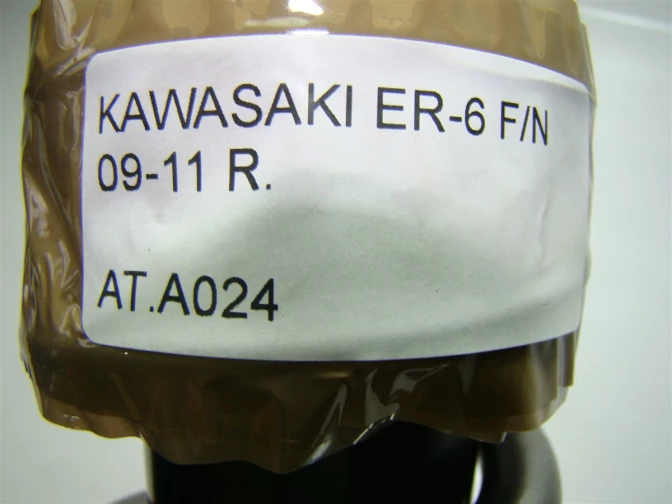 KAWASAKI ER-6 F/N
09-11 R.
AT.A024